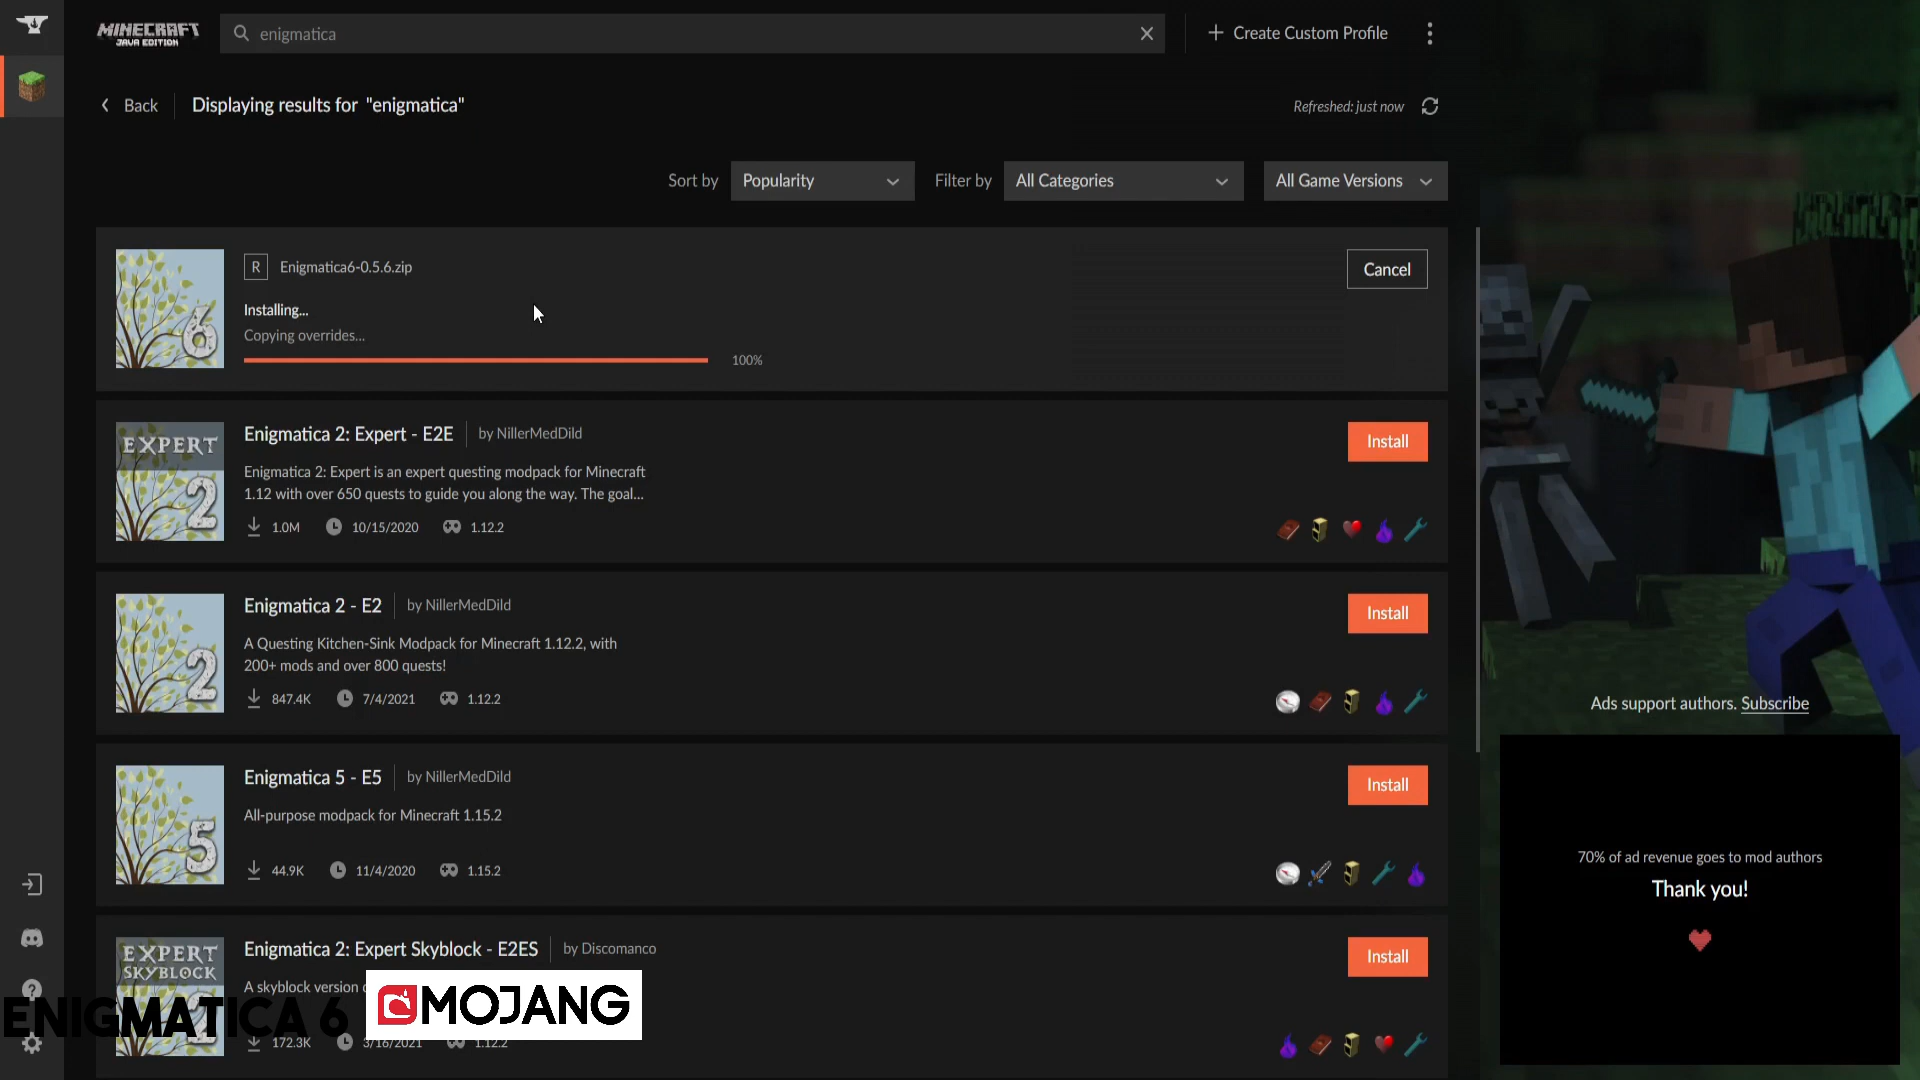 MINECRAFT
JAVA EDITION
enigmatica
Create Custom Profile
Back
Displaying results for "enigmatica"
Refreshed: just now
Sort by
Popularity
Filter by
All Categories
All Game Versions
6
R
Enigmatica6-0.5.6.zip
Cancel
Installing...
Copying overrides...
100%
EXPERT
2
Enigmatica 2: Expert - E2E
by NillerMedDild
Install
Enigmatica 2: Expert is an expert questing modpack for Minecraft
1.12 with over 650 quests to guide you along the way. The goal...
1.0M
10/15/2020
1.12.2
2
Enigmatica 2 - E2
by NillerMedDild
Install
A Questing Kitchen-Sink Modpack for Minecraft 1.12.2, with
200+ mods and over 800 quests!
847.4K
7/4/2021
1.12.2
5
Enigmatica 5 - E5
by NillerMedDild
Install
All-purpose modpack for Minecraft 1.15.2
44.9K
11/4/2020
1.15.2
EXPERT
SKYBLOCK
Enigmatica 2: Expert Skyblock - E2ES
by Discomanco
Install
A skyblock version
172.3K
3/16/2021
1.12.2
ENIGMATICA 6
MOJANG
Ads support authors. Subscribe
70% of ad revenue goes to mod authors
Thank you!